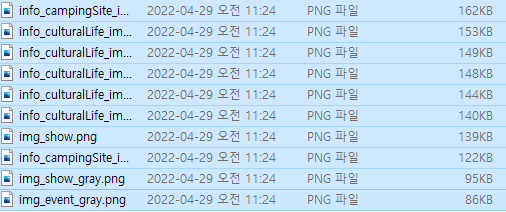 info_campingSite_i... 2022-04-29 오전 11:24 PNG 파일 162KB
info_culturalLife_im... 2022-04-29 오전 11:24 PNG 파일 153KB
info_culturalLife_im... 2022-04-29 오전 11:24 PNG 파일 149KB
info_culturalLife_im... 2022-04-29 오전 11:24 PNG 파일 148KB
info_culturalLife_im... 2022-04-29 오전 11:24 PNG 파일 144KB
info_culturalLife_im... 2022-04-29 오전 11:24 PNG 파일 140KB
img_show.png 2022-04-29 오전 11:24 PNG 파일 139KB
info_campingSite_i... 2022-04-29 오전 11:24 PNG 파일 122KB
img_show_gray.png 2022-04-29 오전 11:24 PNG 파일 95KB
img_event_gray.png 2022-04-29 오전 11:24 PNG 파일 86KB